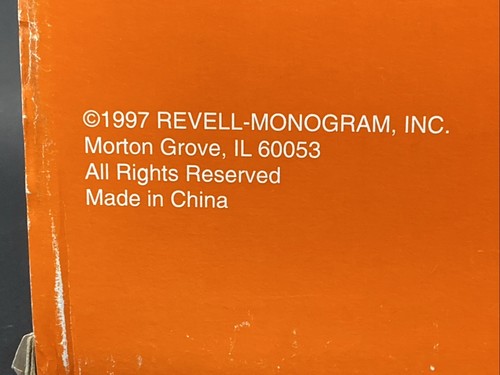 ©1997 REVELL-MONOGRAM, INC.
Morton Grove, IL 60053
All Rights Reserved
Made in China